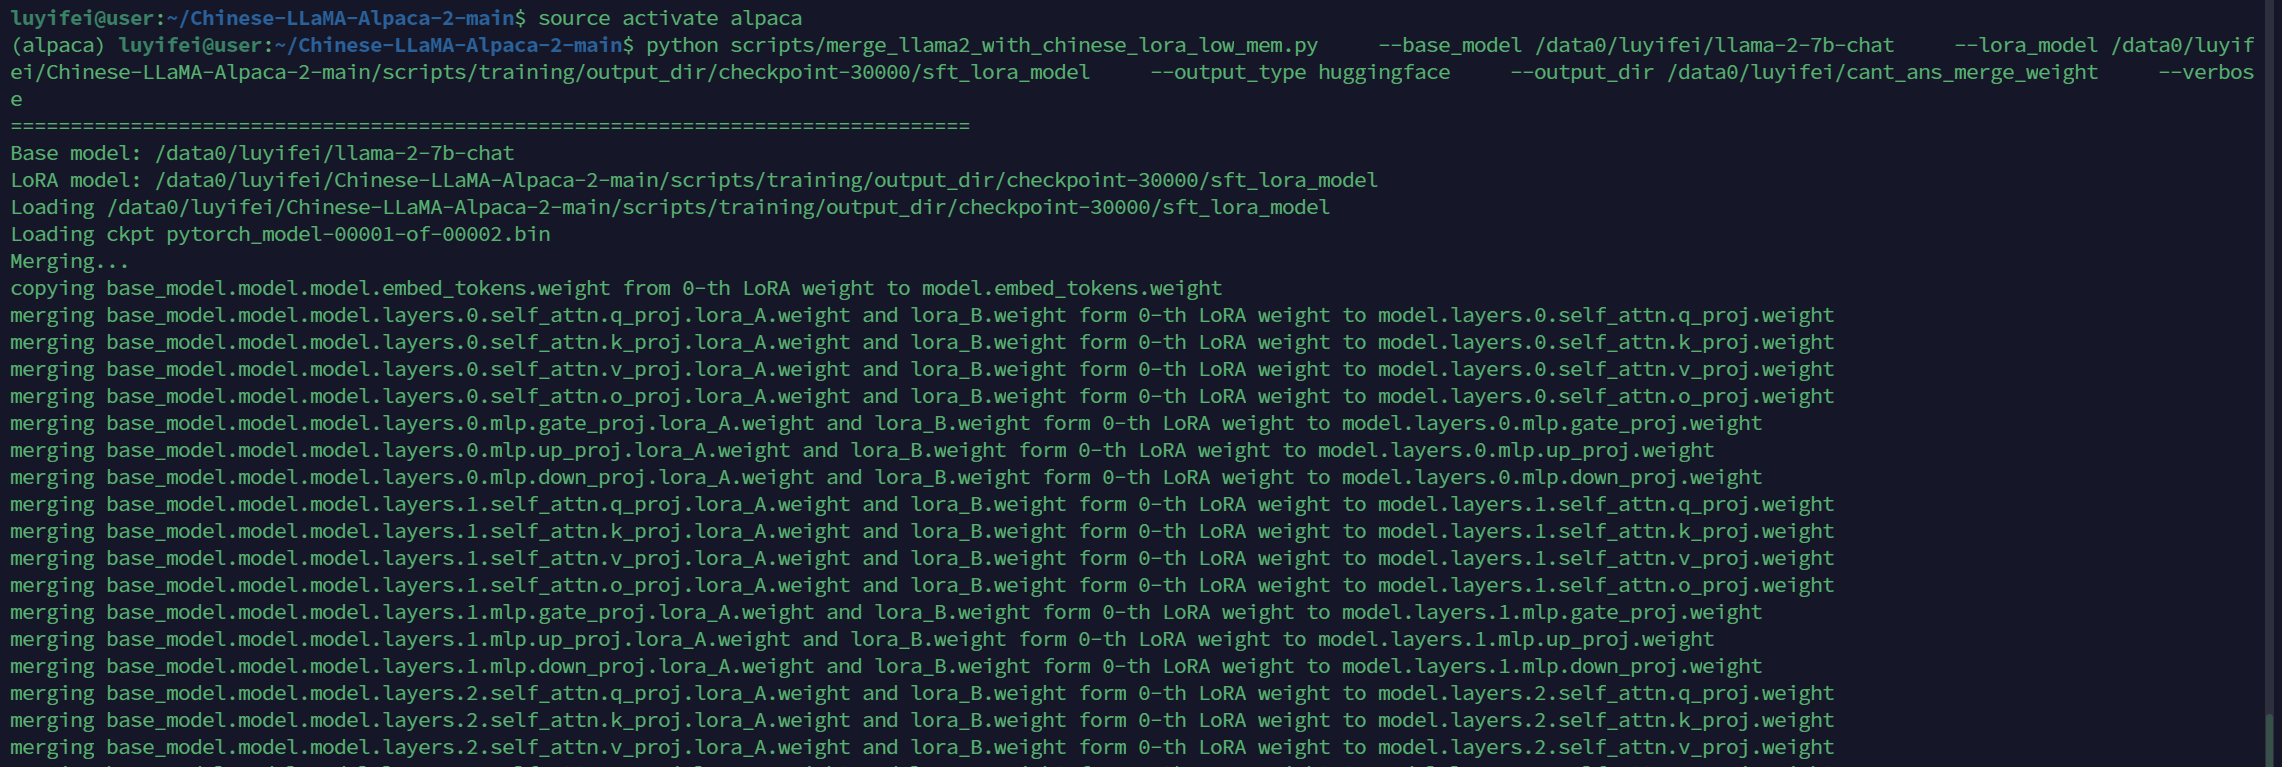 luyifei@user:~/Chinese-LLaMA-Alpaca-2-main$ source activate alpaca
(alpaca) luyifei@user:~/Chinese-LLaMA-Alpaca-2-main$ python scripts/merge_llama2_with_chinese_lora_low_mem.py     --base_model /data0/luyifei/llama-2-7b-chat     --lora_model /data0/luyif
ei/Chinese-LLaMA-Alpaca-2-main/scripts/training/output_dir/checkpoint-30000/sft_lora_model     --output_type huggingface     --output_dir /data0/luyifei/cant_ans_merge_weight     --verbos
e
================================================================================
Base model: /data0/luyifei/llama-2-7b-chat
LoRA model: /data0/luyifei/Chinese-LLaMA-Alpaca-2-main/scripts/training/output_dir/checkpoint-30000/sft_lora_model
Loading /data0/luyifei/Chinese-LLaMA-Alpaca-2-main/scripts/training/output_dir/checkpoint-30000/sft_lora_model
Loading ckpt pytorch_model-00001-of-00002.bin
Merging...
copying base_model.model.model.embed_tokens.weight from 0-th LoRA weight to model.embed_tokens.weight
merging base_model.model.model.layers.0.self_attn.q_proj.lora_A.weight and lora_B.weight form 0-th LoRA weight to model.layers.0.self_attn.q_proj.weight
merging base_model.model.model.layers.0.self_attn.k_proj.lora_A.weight and lora_B.weight form 0-th LoRA weight to model.layers.0.self_attn.k_proj.weight
merging base_model.model.model.layers.0.self_attn.v_proj.lora_A.weight and lora_B.weight form 0-th LoRA weight to model.layers.0.self_attn.v_proj.weight
merging base_model.model.model.layers.0.self_attn.o_proj.lora_A.weight and lora_B.weight form 0-th LoRA weight to model.layers.0.self_attn.o_proj.weight
merging base_model.model.model.layers.0.mlp.gate_proj.lora_A.weight and lora_B.weight form 0-th LoRA weight to model.layers.0.mlp.gate_proj.weight
merging base_model.model.model.layers.0.mlp.up_proj.lora_A.weight and lora_B.weight form 0-th LoRA weight to model.layers.0.mlp.up_proj.weight
merging base_model.model.model.layers.0.mlp.down_proj.lora_A.weight and lora_B.weight form 0-th LoRA weight to model.layers.0.mlp.down_proj.weight
merging base_model.model.model.layers.1.self_attn.q_proj.lora_A.weight and lora_B.weight form 0-th LoRA weight to model.layers.1.self_attn.q_proj.weight
merging base_model.model.model.layers.1.self_attn.k_proj.lora_A.weight and lora_B.weight form 0-th LoRA weight to model.layers.1.self_attn.k_proj.weight
merging base_model.model.model.layers.1.self_attn.v_proj.lora_A.weight and lora_B.weight form 0-th LoRA weight to model.layers.1.self_attn.v_proj.weight
merging base_model.model.model.layers.1.self_attn.o_proj.lora_A.weight and lora_B.weight form 0-th LoRA weight to model.layers.1.self_attn.o_proj.weight
merging base_model.model.model.layers.1.mlp.gate_proj.lora_A.weight and lora_B.weight form 0-th LoRA weight to model.layers.1.mlp.gate_proj.weight
merging base_model.model.model.layers.1.mlp.up_proj.lora_A.weight and lora_B.weight form 0-th LoRA weight to model.layers.1.mlp.up_proj.weight
merging base_model.model.model.layers.1.mlp.down_proj.lora_A.weight and lora_B.weight form 0-th LoRA weight to model.layers.1.mlp.down_proj.weight
merging base_model.model.model.layers.2.self_attn.q_proj.lora_A.weight and lora_B.weight form 0-th LoRA weight to model.layers.2.self_attn.q_proj.weight
merging base_model.model.model.layers.2.self_attn.k_proj.lora_A.weight and lora_B.weight form 0-th LoRA weight to model.layers.2.self_attn.k_proj.weight
merging base_model.model.model.layers.2.self_attn.v_proj.lora_A.weight and lora_B.weight form 0-th LoRA weight to model.layers.2.self_attn.v_proj.weight